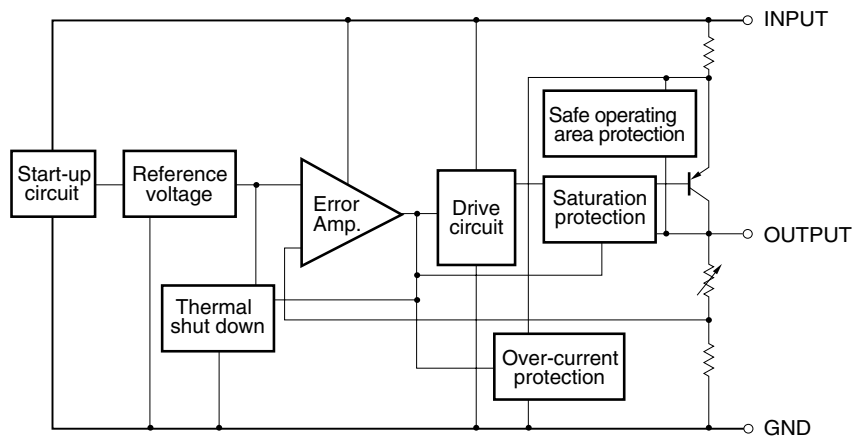 INPUT
Safe operating
area protection
Start-up
circuit
Reference
voltage
Error
Amp.
Drive
circuit
Saturation
protection
OUTPUT
Thermal
shut down
Over-current
protection
GND